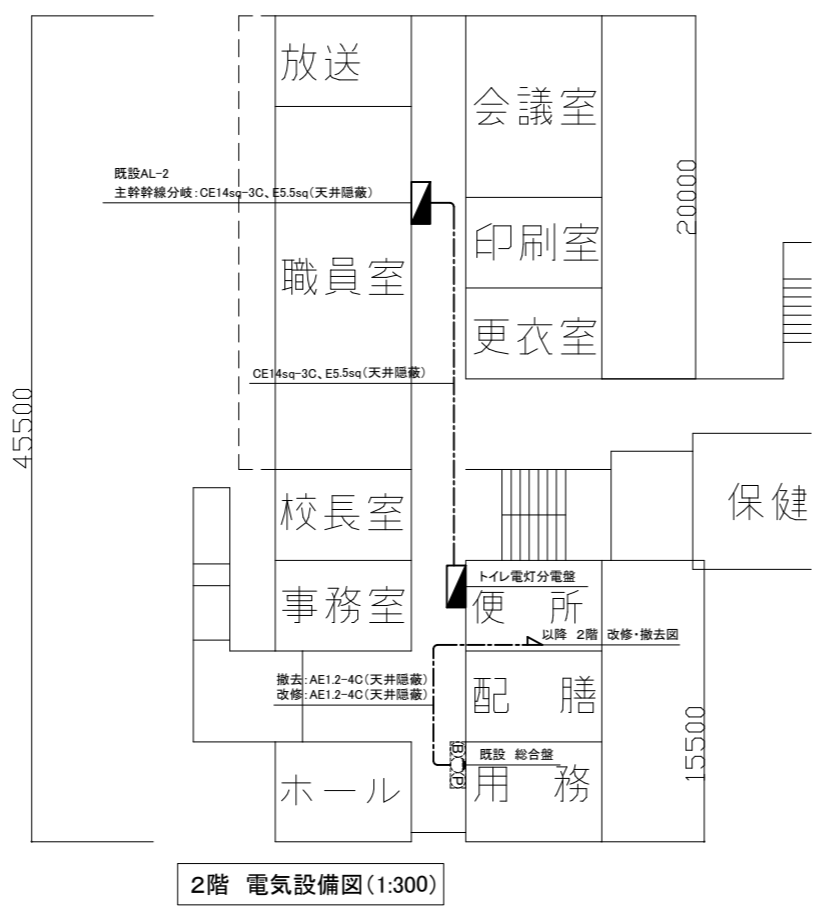 放送
会議室
既設AL-2
主幹幹線分岐：CE14sq-3C、E5.5sq（天井隠蔽）
20000
印刷室
職員室
更衣室
CE14sq-3C、E5.5sq（天井隠蔽）
45500
校長室
保健
トイレ電灯分電盤
事務室
便　所
以降　2階　改修・撤去図
撤去：AE1.2-4C（天井隠蔽）
改修：AE1.2-4C（天井隠蔽）
配　膳
15500
既設　総合盤
B
P
ホール
用　務
2階　電気設備図（1:300）